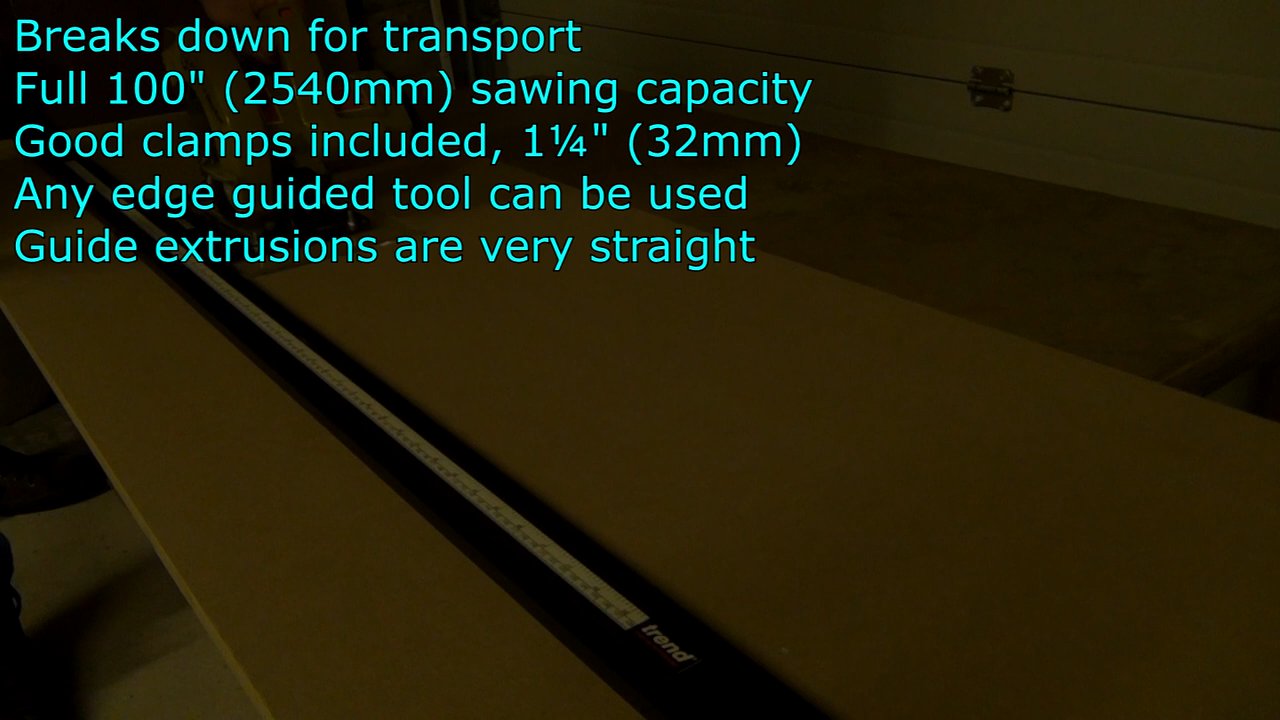 Breaks down for transport
Full 100" (2540mm) sawing capacity
Good clamps included, 1¼" (32mm)
Any edge guided tool can be used
Guide extrusions are very straight
trend